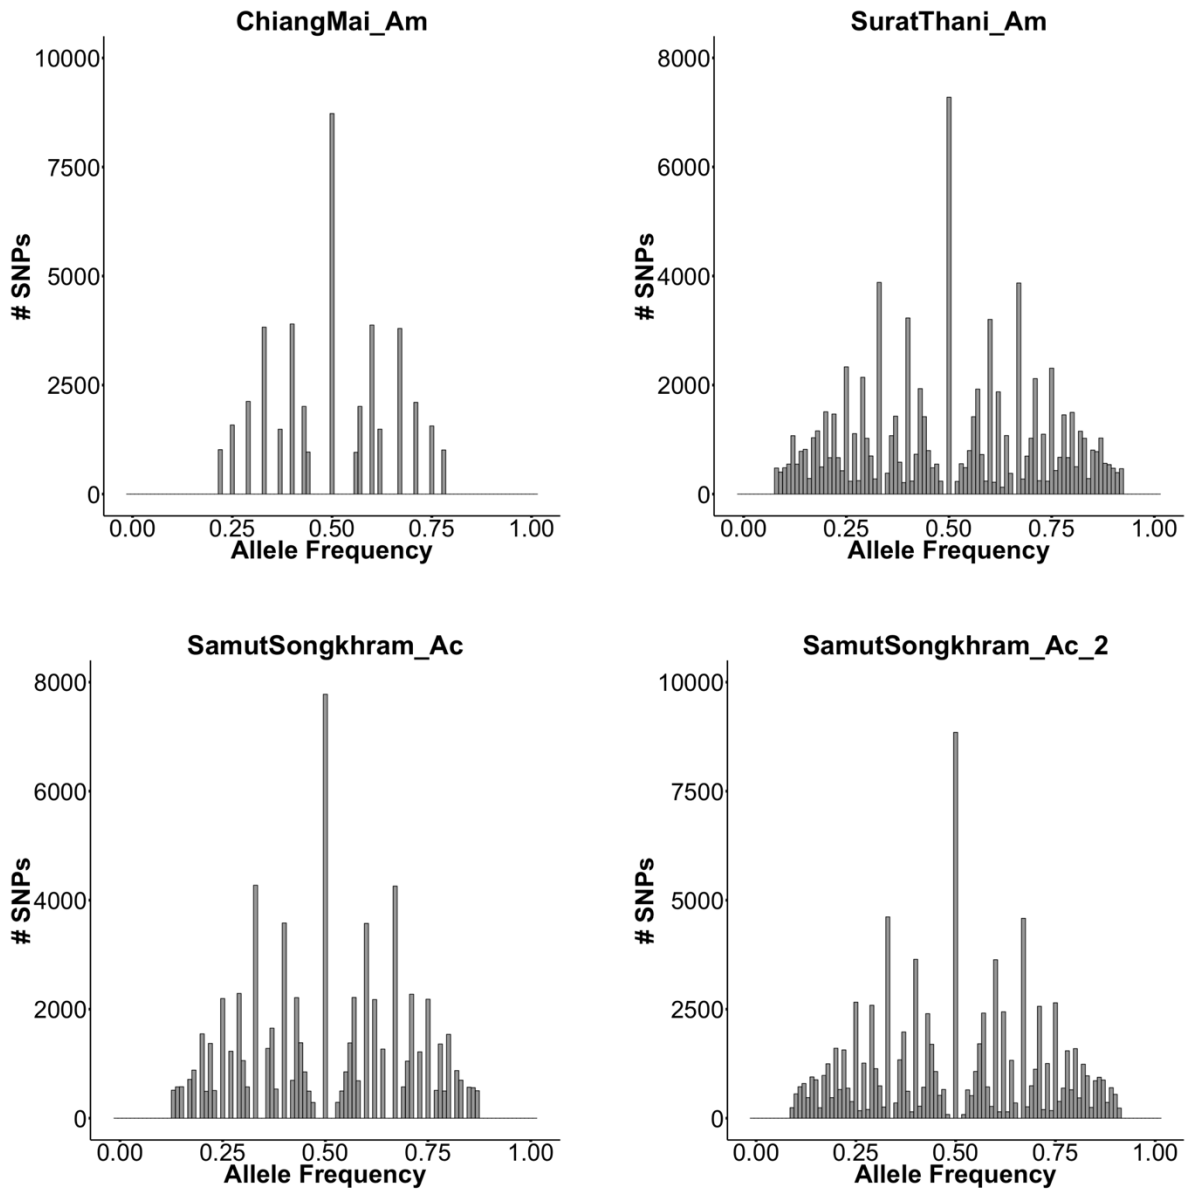 ChiangMai_Am
# SNPs
10000
7500
5000
2500
0
0.00 0.25 0.50 0.75 1.00
Allele Frequency
SuratThani_Am
# SNPs
8000
6000
4000
2000
0
0.00 0.25 0.50 0.75 1.00
Allele Frequency
SamutSongkhram_Ac
# SNPs
8000
6000
4000
2000
0
0.00 0.25 0.50 0.75 1.00
Allele Frequency
SamutSongkhram_Ac_2
# SNPs
10000
7500
5000
2500
0
0.00 0.25 0.50 0.75 1.00
Allele Frequency